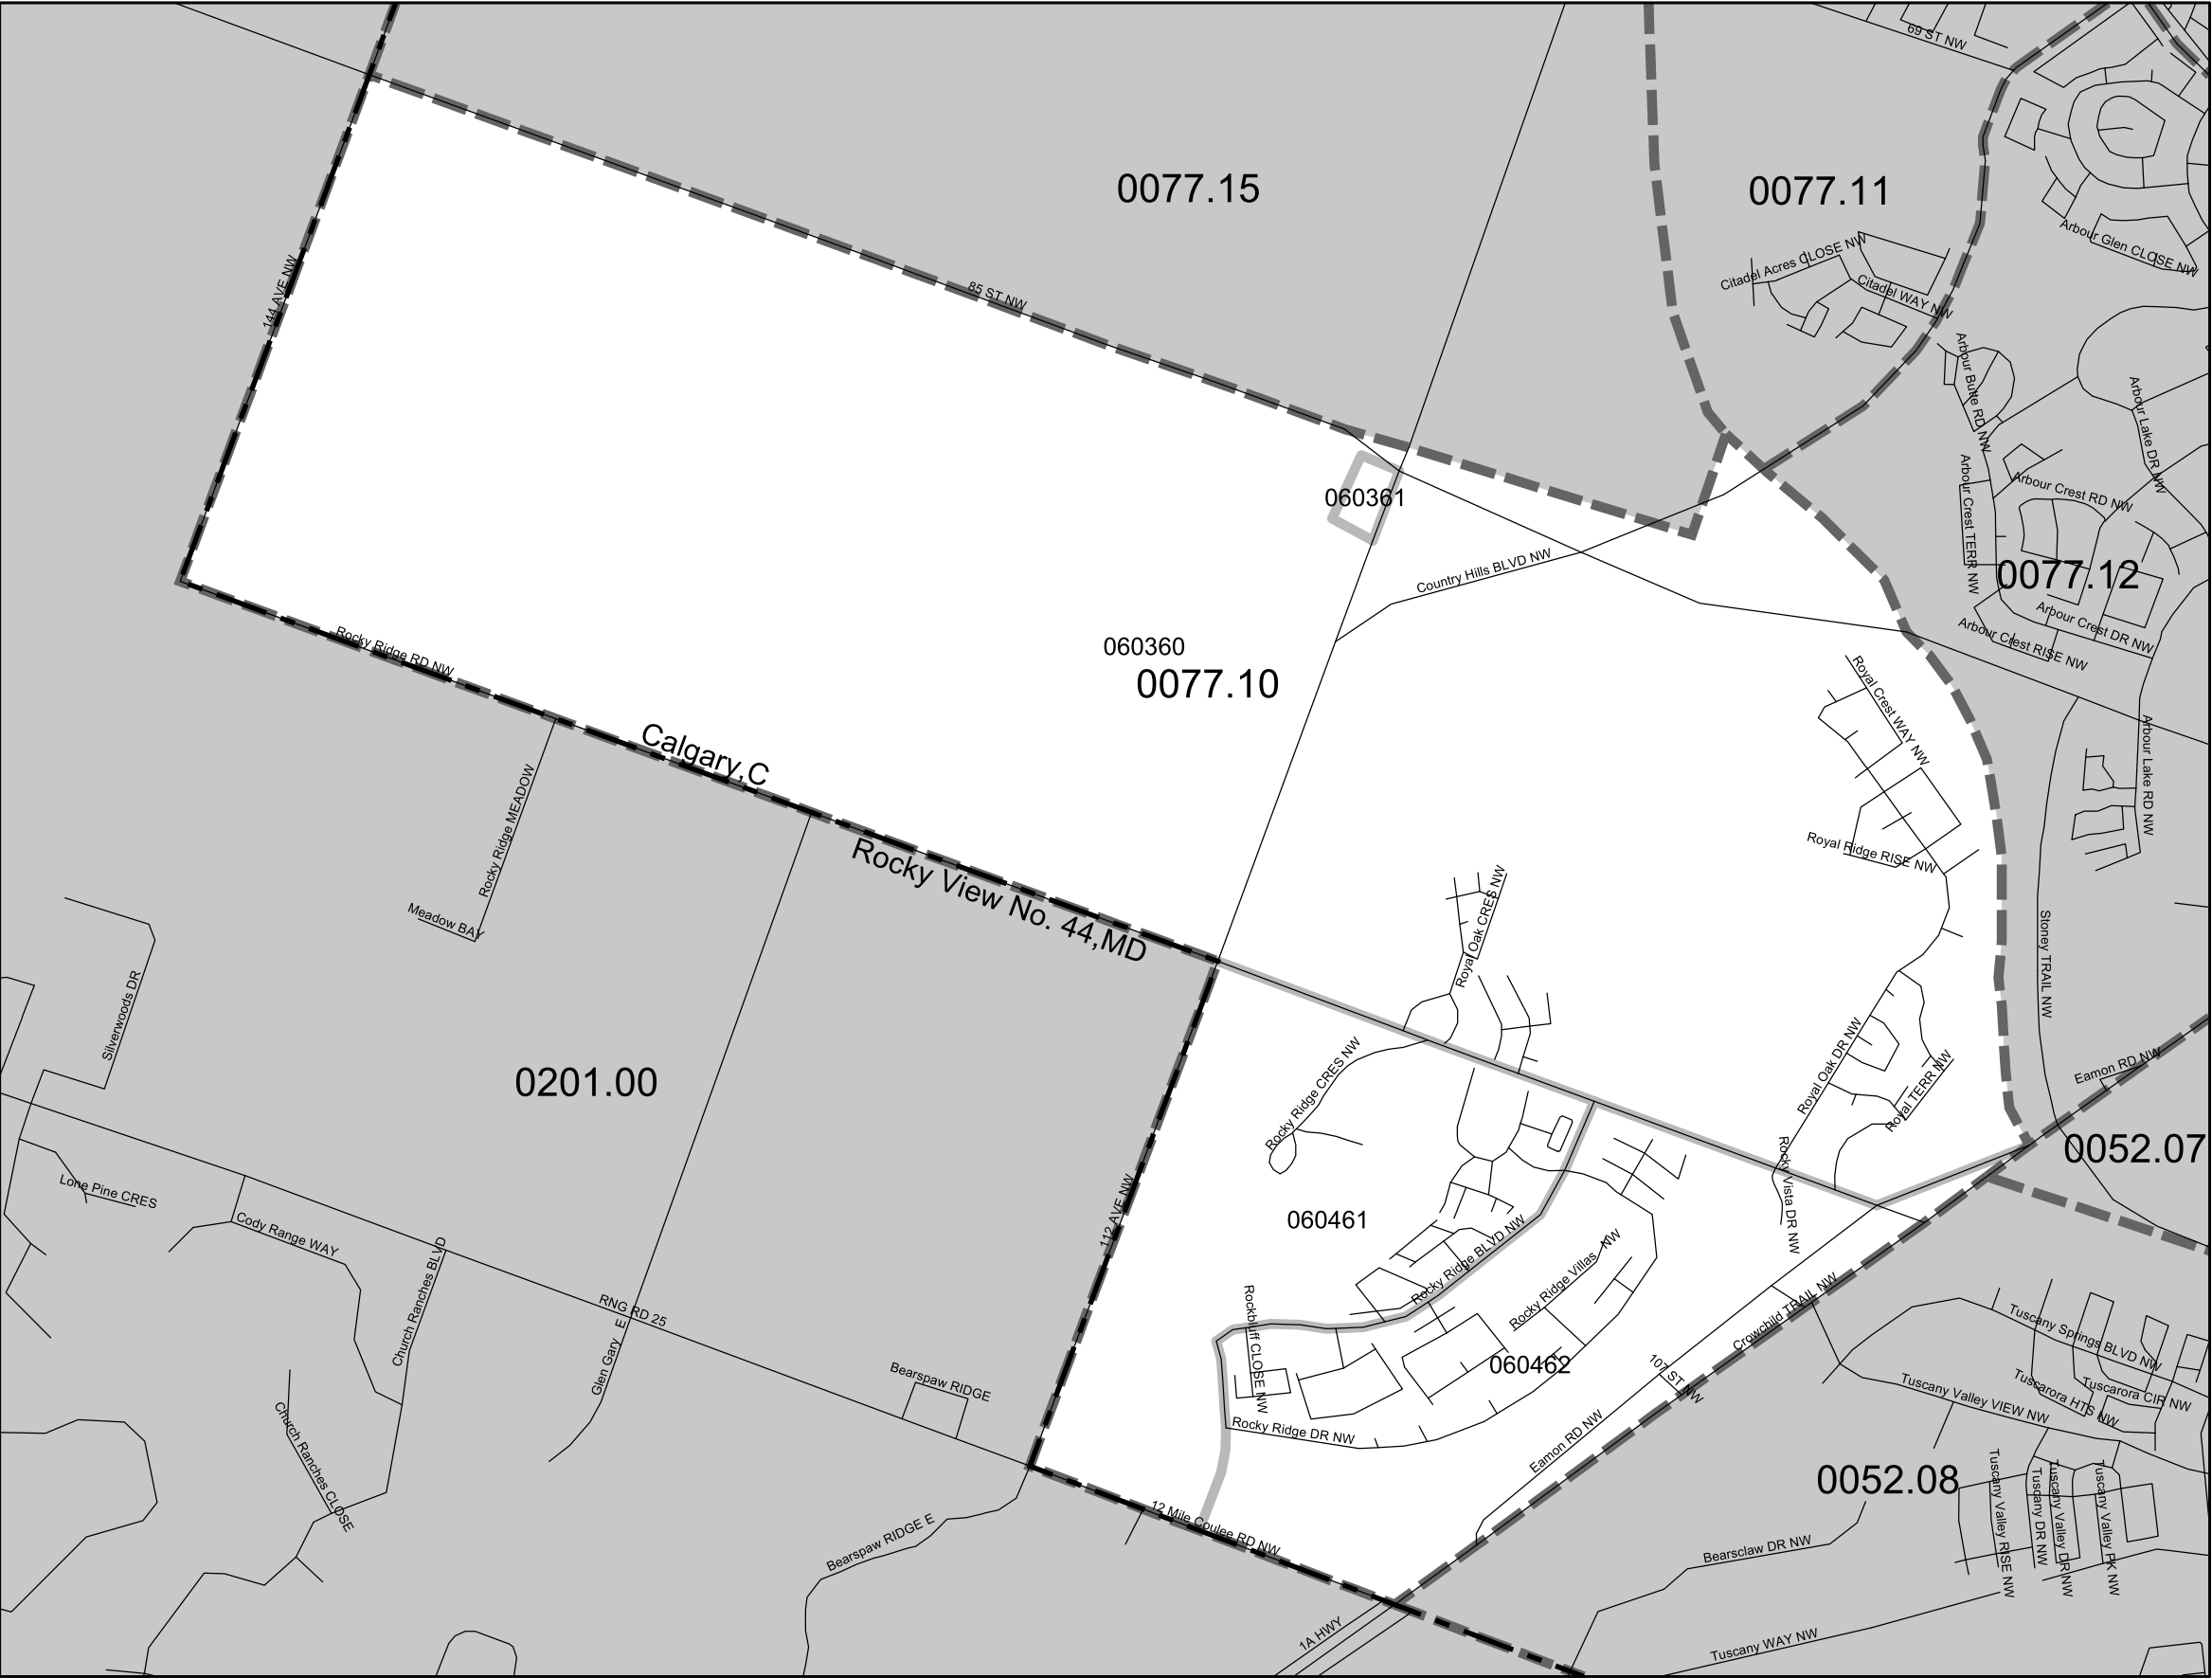 69 ST NW
0077.15
0077.11
Arbour Glen CLOSE NW
Citadel Acres CLOSE NW
Citadel WAY NW
144 AVE NW
85 ST NW
Arbour Butte RD NW
Arbour Lake DR NW
060361
Arbour Crest RD NW
Arbour Crest TERR NW
Country Hills BLVD NW
0077.12
Arbour Crest DR NW
Arbour Crest RISE NW
Rocky Ridge RD NW
060360
0077.10
Royal Crest WAY NW
Calgary,C
Rocky View No. 44,MD
Arbour Lake RD NW
Rocky Ridge MEADOW
Meadow BAY
Royal Ridge RISE NW
Royal Oak CRES NW
Stoney TRAIL NW
Silverwoods DR
0201.00
Rocky Ridge CRES NW
Royal Oak DR NW
Royal TERR NW
Eamon RD NW
0052.07
Rocky Vista DR NW
Lone Pine CRES
Cody Range WAY
Church Ranches BLVD
112 AVE NW
060461
Rocky Ridge BLVD NW
Rocky Ridge Villas NW
RNG RD 25
Glen Gary E
Bearspaw RIDGE
Rockbluff CLOSE NW
060462
Crowchild TRAIL NW
107 ST NW
Tuscany Springs BLVD NW
Tuscarora CIR NW
Tuscarora HTS NW
Tuscany Valley VIEW NW
Church Ranches CLOSE
Rocky Ridge DR NW
Eamon RD NW
0052.08
Tuscany Valley RISE NW
Tuscany DR NW
Tuscany Valley DR NW
Tuscany Valley PK NW
12 Mile Coulee RD NW
Bearspaw RIDGE E
Bearsclaw DR NW
1A HWY
Tuscany WAY NW